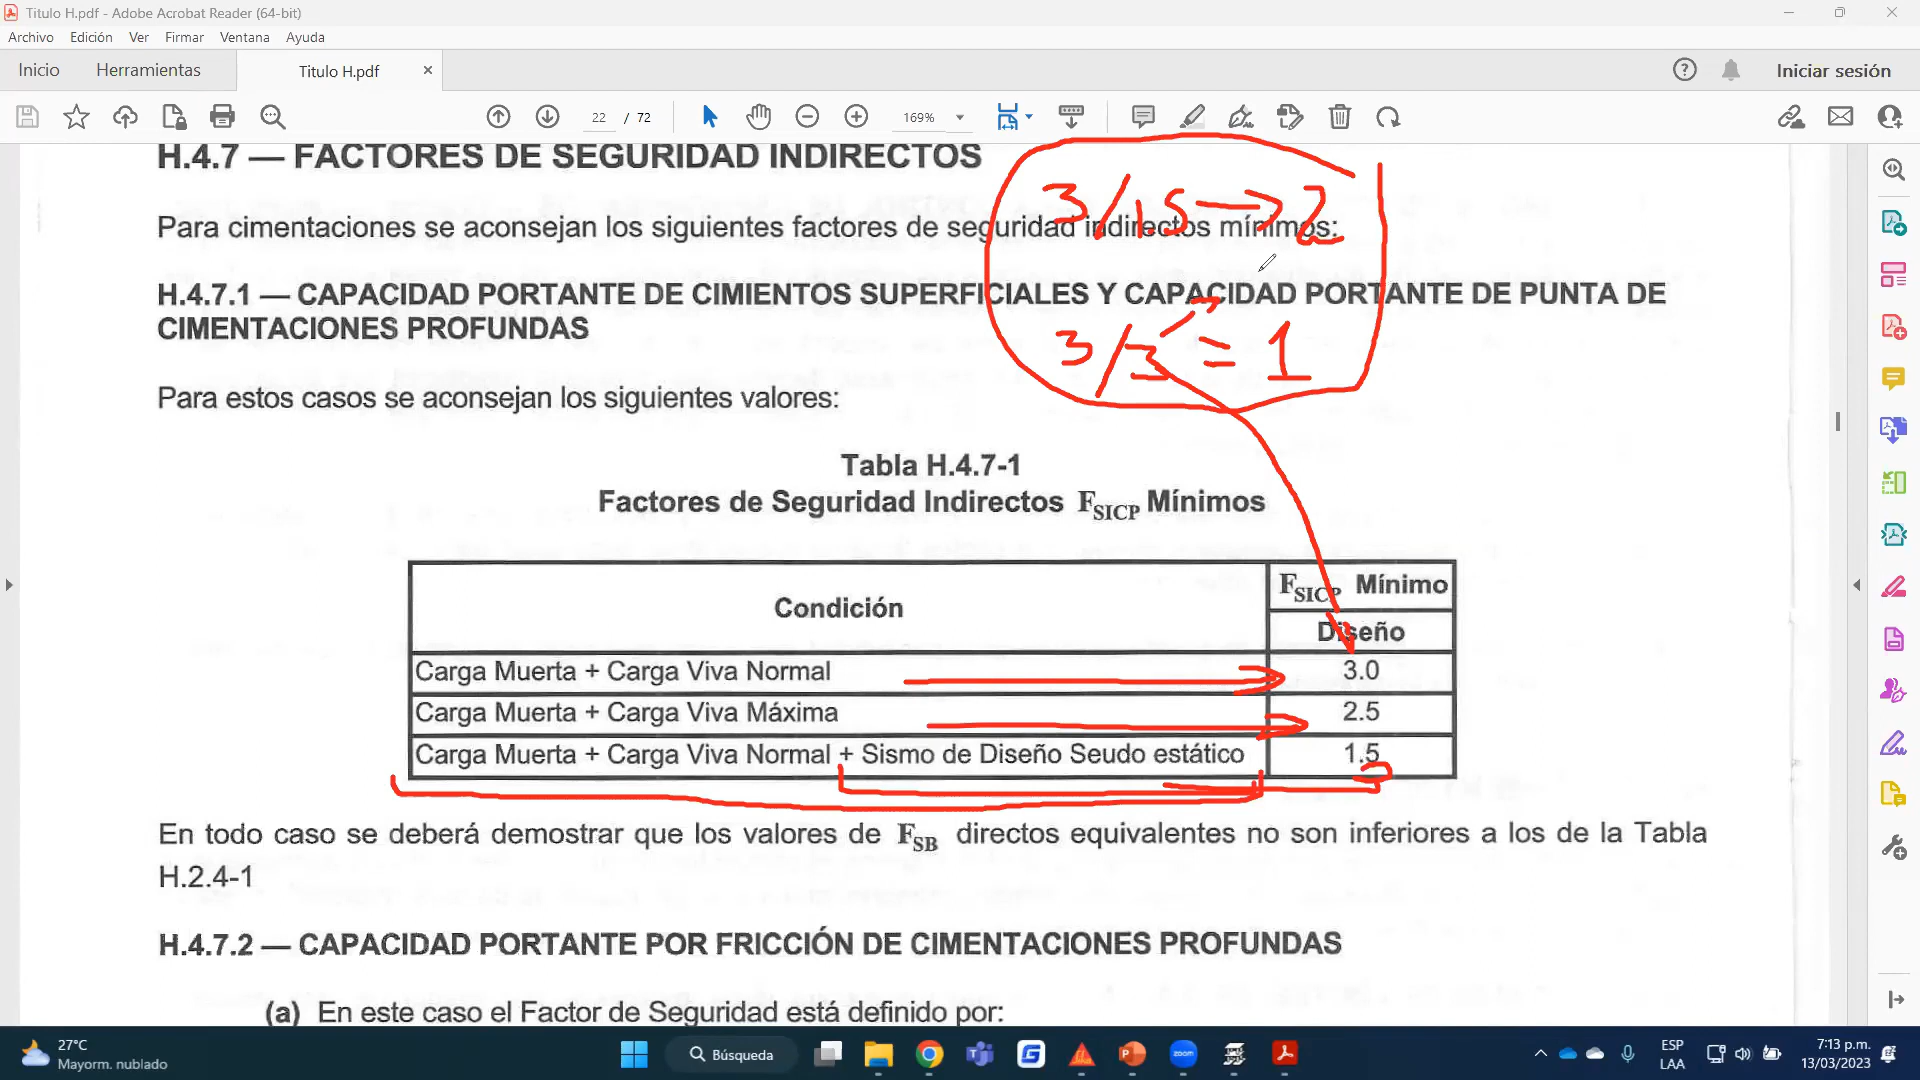 Titulo H.pdf - Adobe Acrobat Reader (64-bit)
Archivo Edición Ver Firmar Ventana Ayuda
Inicio Herramientas Titulo H.pdf × Iniciar sesión
22 / 72 169%
H.4.7 — FACTORES DE SEGURIDAD INDIRECTOS
3/1.5 → 2
Para cimentaciones se aconsejan los siguientes factores de seguridad indirectos mínimos:
H.4.7.1 — CAPACIDAD PORTANTE DE CIMIENTOS SUPERFICIALES Y CAPACIDAD PORTANTE DE PUNTA DE
CIMENTACIONES PROFUNDAS
3/3 = 1
Para estos casos se aconsejan los siguientes valores:
Tabla H.4.7-1
Factores de Seguridad Indirectos FSICP Mínimos
Condición FSICP Mínimo
Diseño
Carga Muerta + Carga Viva Normal 3.0
Carga Muerta + Carga Viva Máxima 2.5
Carga Muerta + Carga Viva Normal + Sismo de Diseño Seudo estático 1.5
En todo caso se deberá demostrar que los valores de FSB directos equivalentes no son inferiores a los de la Tabla
H.2.4-1
H.4.7.2 — CAPACIDAD PORTANTE POR FRICCIÓN DE CIMENTACIONES PROFUNDAS
(a) En este caso el Factor de Seguridad está definido por:
27°C
Mayorm. nublado
Búsqueda
zoom
ESP
LAA
7:13 p.m.
13/03/2023